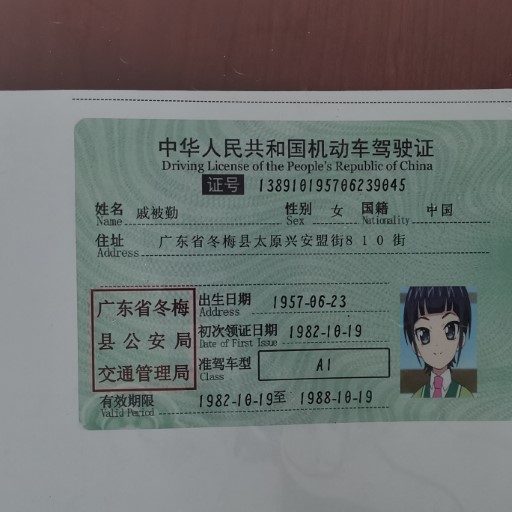 中华人民共和国机动车驾驶证
Driving License of the People's Republic of China
证号 138910195706239045
姓名 戚被勤 性别 女 国籍 中国
Name Sex Nationality
住址 广东省冬梅县太原兴安盟街810街
Address
广东省冬梅
县公安局
交通管理局
出生日期 1957-06-23
Address
初次领证日期 1982-10-19
Date of First Issue
准驾车型 A1
Class
有效期限 1982-10-19至 1988-10-19
Valid Period